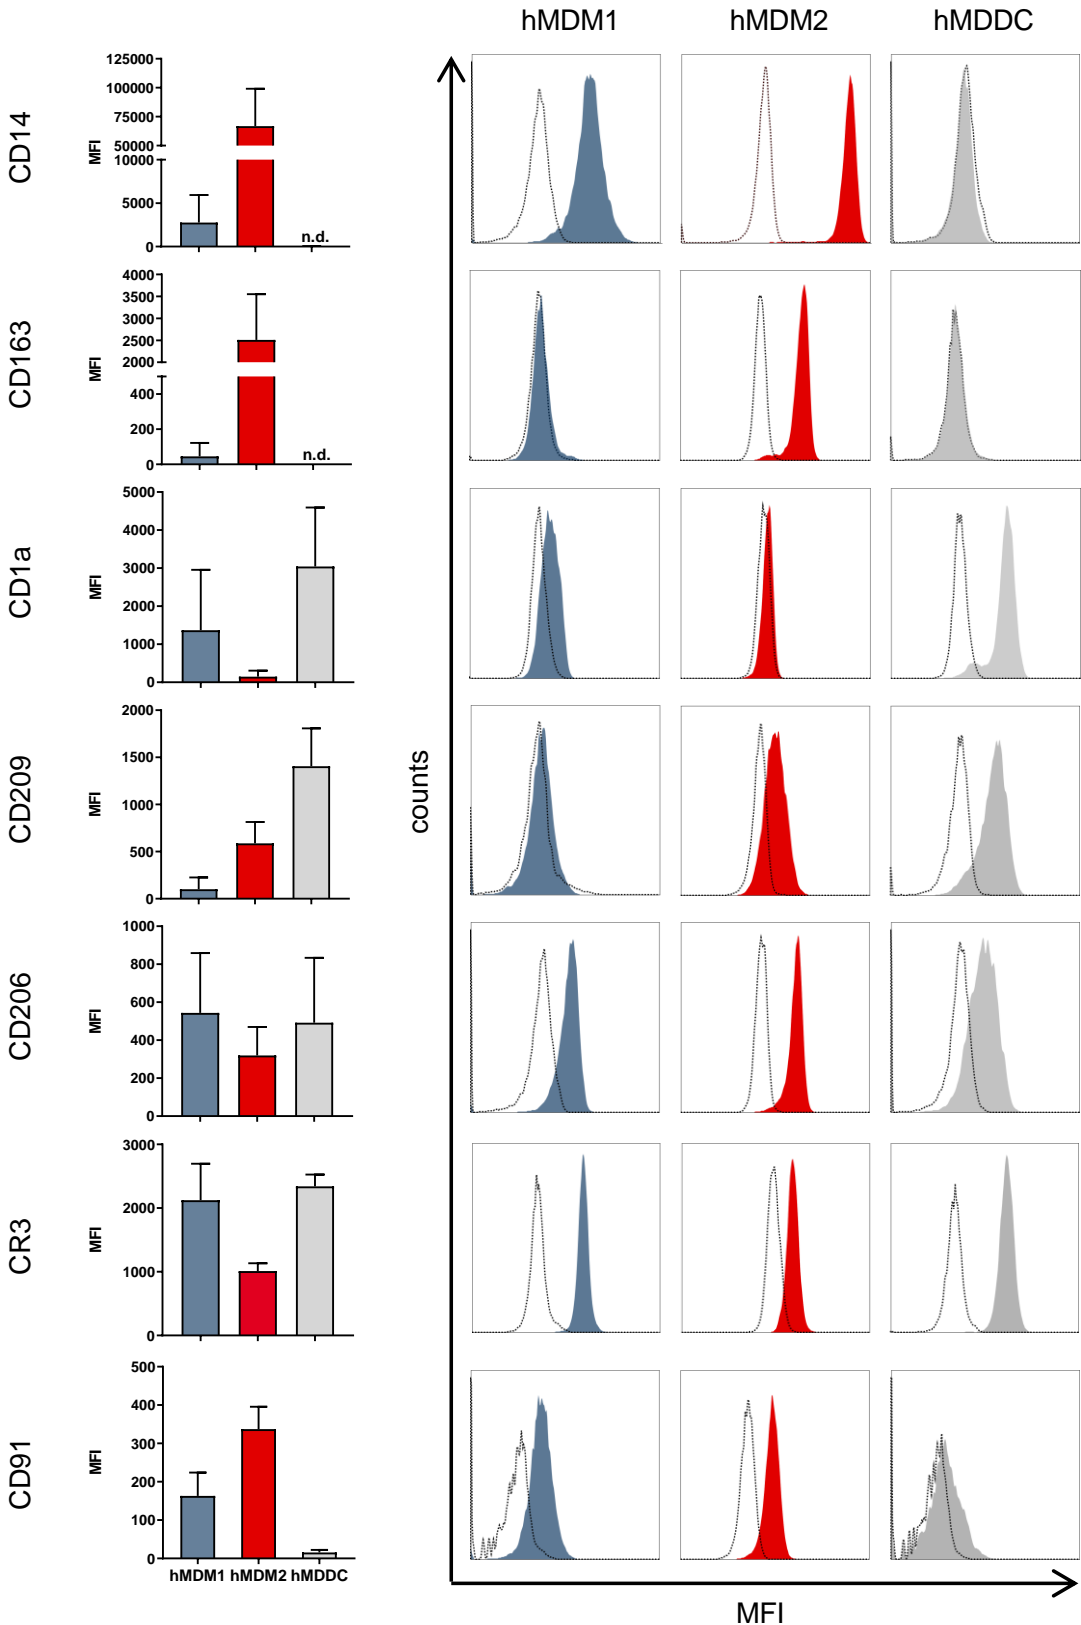 hMDM1 hMDM2 hMDDC
CD14
MFI
125000
100000
75000
50000
10000
5000
0
n.d.
CD163
MFI
4000
3500
3000
2500
2000
400
200
0
n.d.
CD1a
MFI
5000
4000
3000
2000
1000
0
CD209
MFI
2000
1500
1000
500
0
CD206
MFI
1000
800
600
400
200
0
CR3
MFI
3000
2000
1000
0
CD91
MFI
500
400
300
200
100
0
hMDM1 hMDM2 hMDDC
counts
MFI